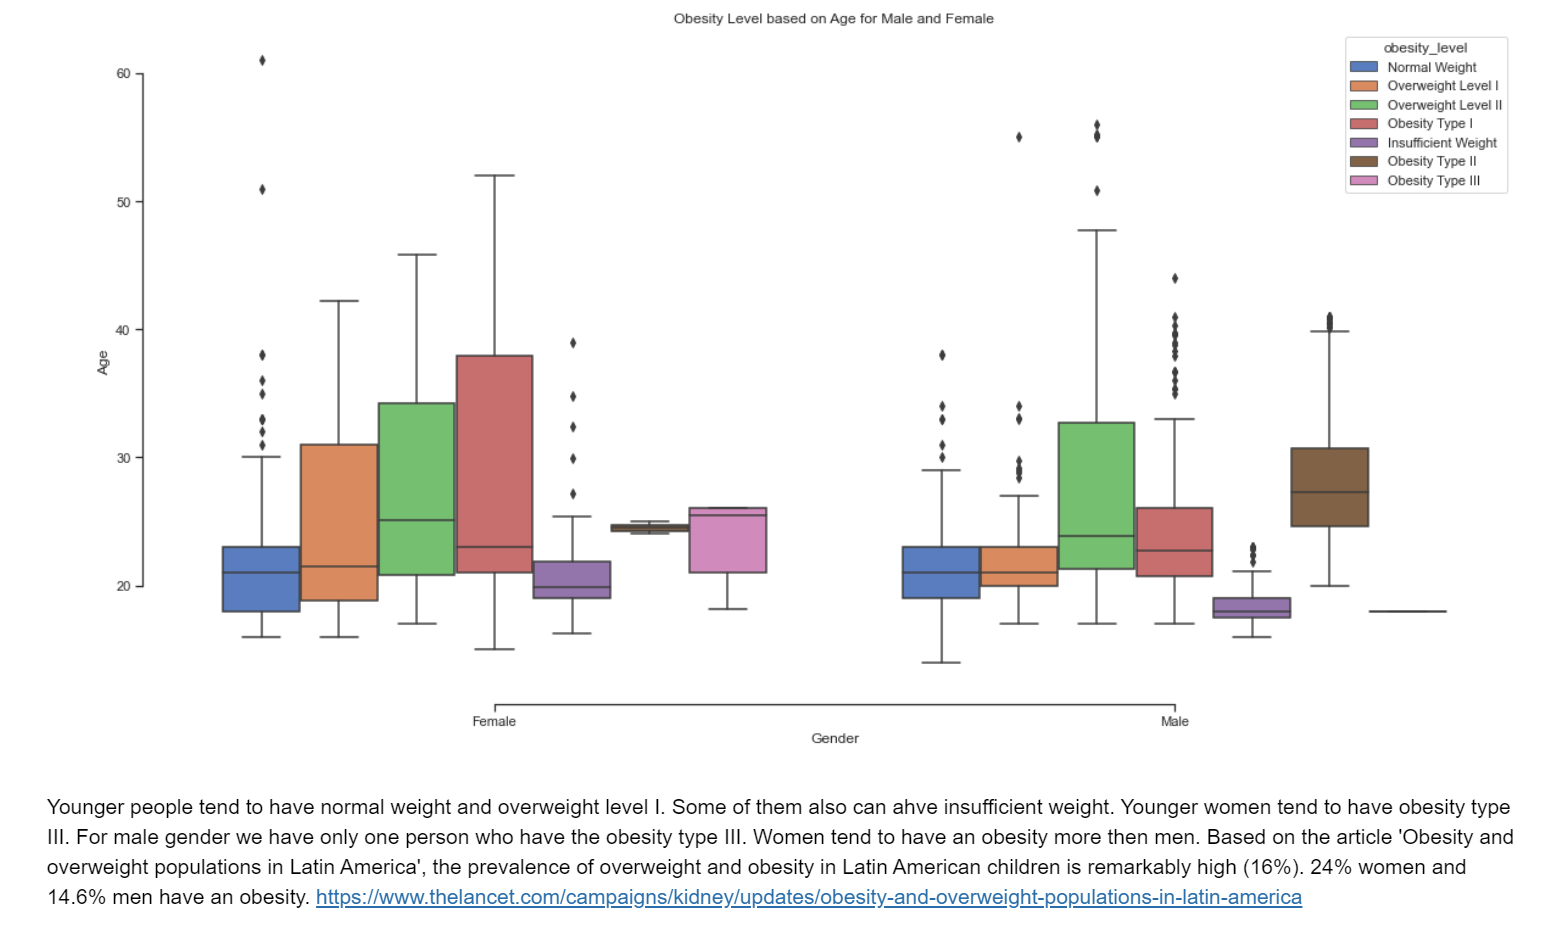 Obesity Level based on Age for Male and Female
obesity_level
Normal Weight
Overweight Level I
Overweight Level II
Obesity Type I
Insufficient Weight
Obesity Type II
Obesity Type III
60
50
40
30
20
Age
Female
Male
Gender
Younger people tend to have normal weight and overweight level I. Some of them also can ahve insufficient weight. Younger women tend to have obesity type
III. For male gender we have only one person who have the obesity type III. Women tend to have an obesity more then men. Based on the article 'Obesity and
overweight populations in Latin America', the prevalence of overweight and obesity in Latin American children is remarkably high (16%). 24% women and
14.6% men have an obesity. https://www.thelancet.com/campaigns/kidney/updates/obesity-and-overweight-populations-in-latin-america